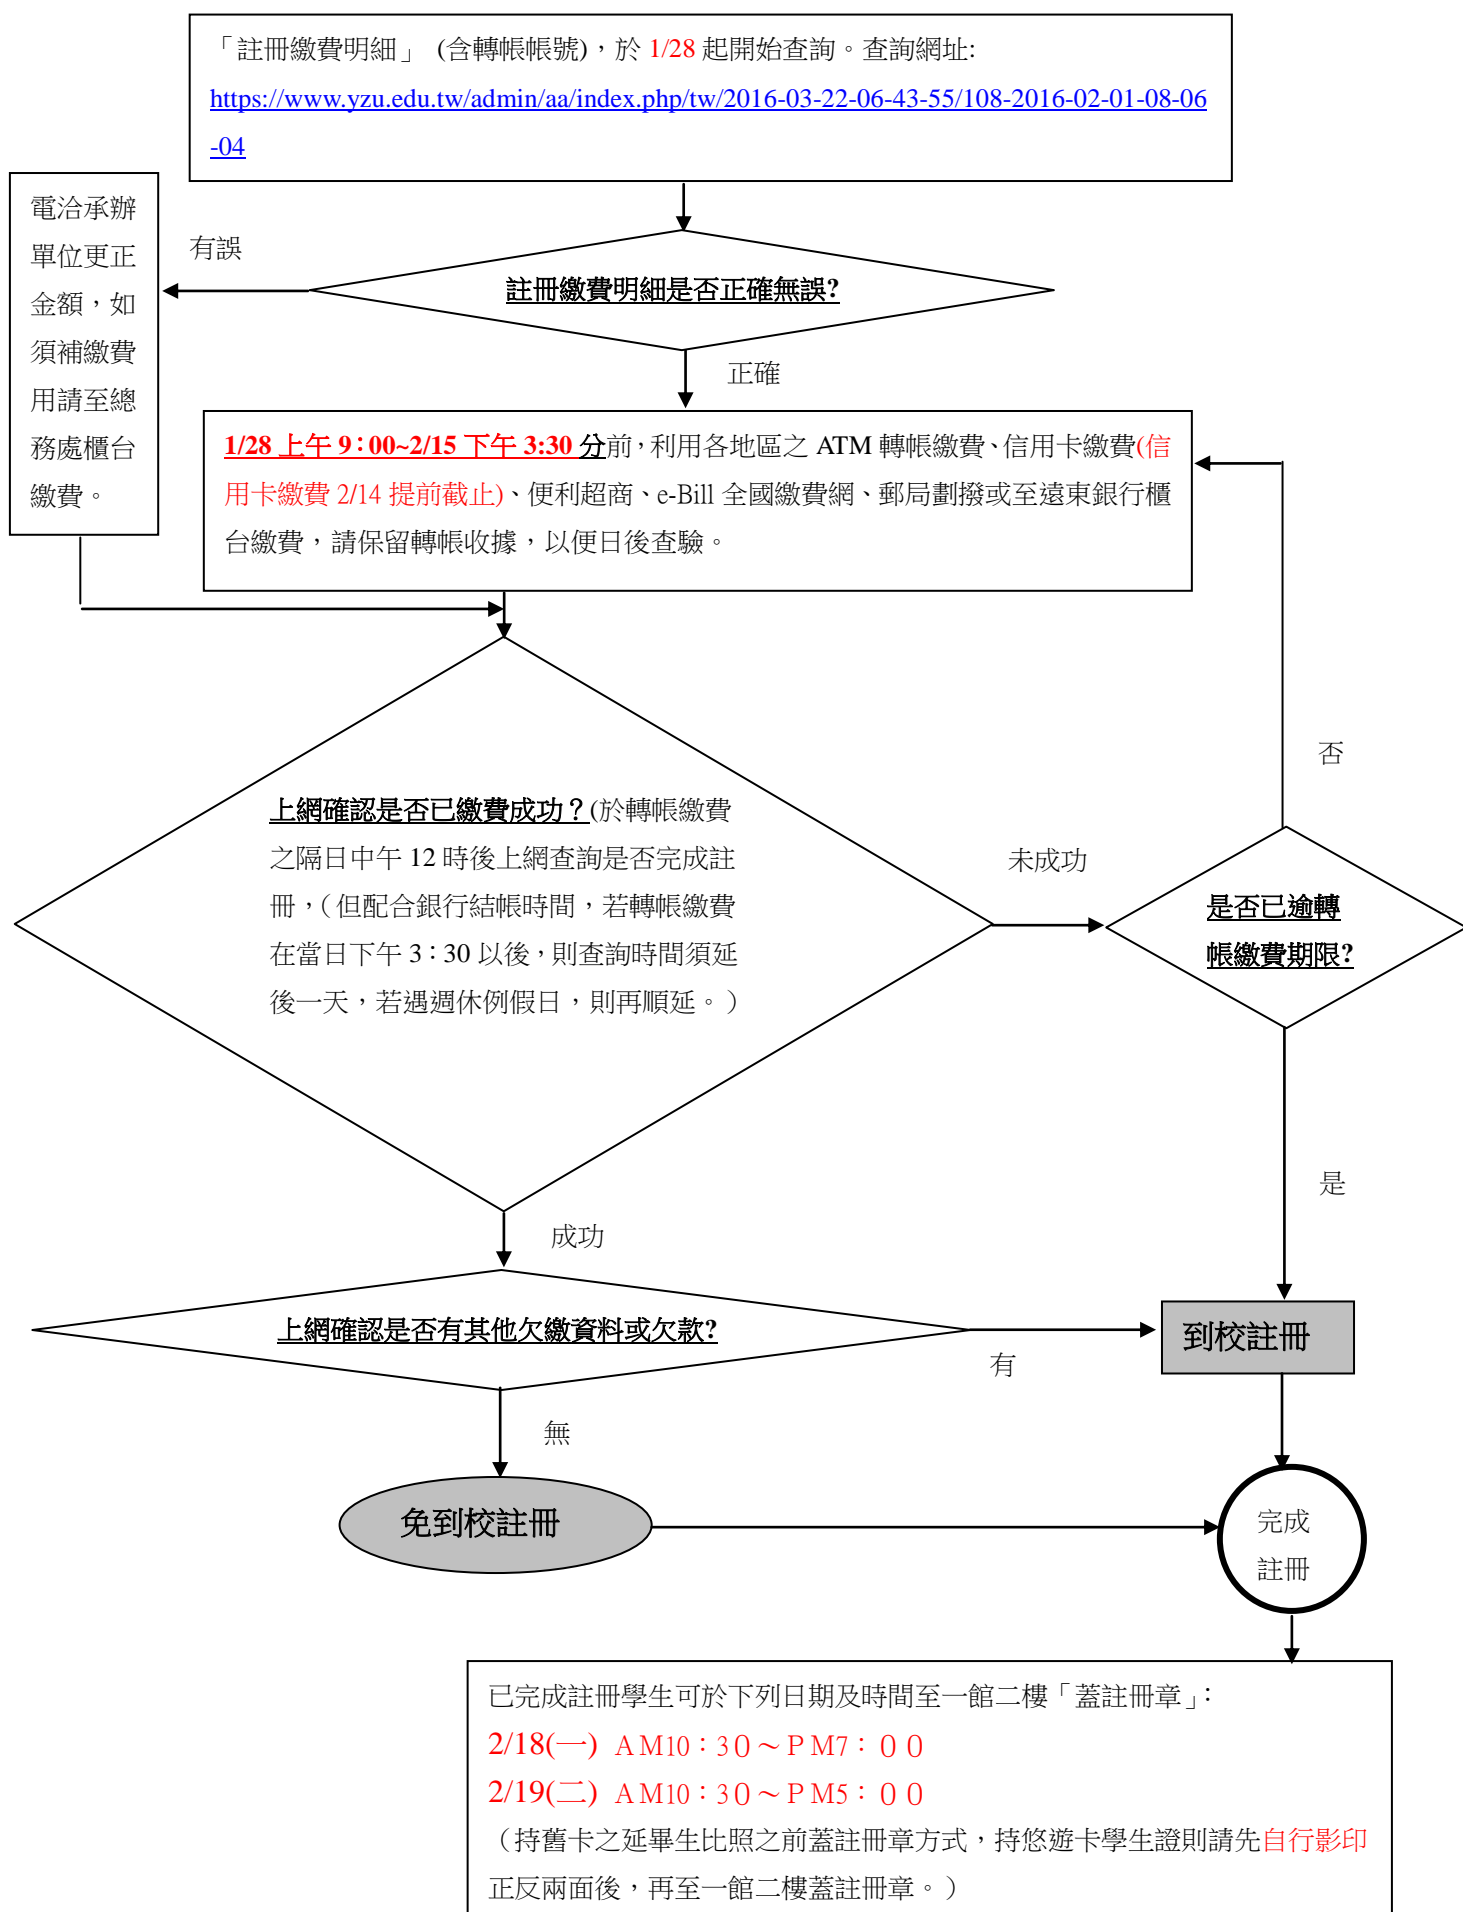 「註冊繳費明細」 (含轉帳帳號)，於 1/28 起開始查詢。查詢網址:
https://www.yzu.edu.tw/admin/aa/index.php/tw/2016-03-22-06-43-55/108-2016-02-01-08-06
-04
電洽承辦
單位更正
金額，如
須補繳費
用請至總
務處櫃台
繳費。
有誤
註冊繳費明細是否正確無誤?
正確
1/28 上午 9：00~2/15 下午 3:30 分前，利用各地區之 ATM 轉帳繳費、信用卡繳費(信
用卡繳費 2/14 提前截止)、便利超商、e-Bill 全國繳費網、郵局劃撥或至遠東銀行櫃
台繳費，請保留轉帳收據，以便日後查驗。
否
上網確認是否已繳費成功？(於轉帳繳費
之隔日中午 12 時後上網查詢是否完成註
冊，（但配合銀行結帳時間，若轉帳繳費
在當日下午 3：30 以後，則查詢時間須延
後一天，若遇週休例假日，則再順延。）
未成功
是否已逾轉
帳繳費期限?
是
成功
上網確認是否有其他欠繳資料或欠款?
有
到校註冊
無
免到校註冊
完成
註冊
已完成註冊學生可於下列日期及時間至一館二樓「蓋註冊章」：
2/18(一) ＡM10：3０～ＰM7：００
2/19(二) ＡM10：3０～ＰM5：００
（持舊卡之延畢生比照之前蓋註冊章方式，持悠遊卡學生證則請先自行影印
正反兩面後，再至一館二樓蓋註冊章。）